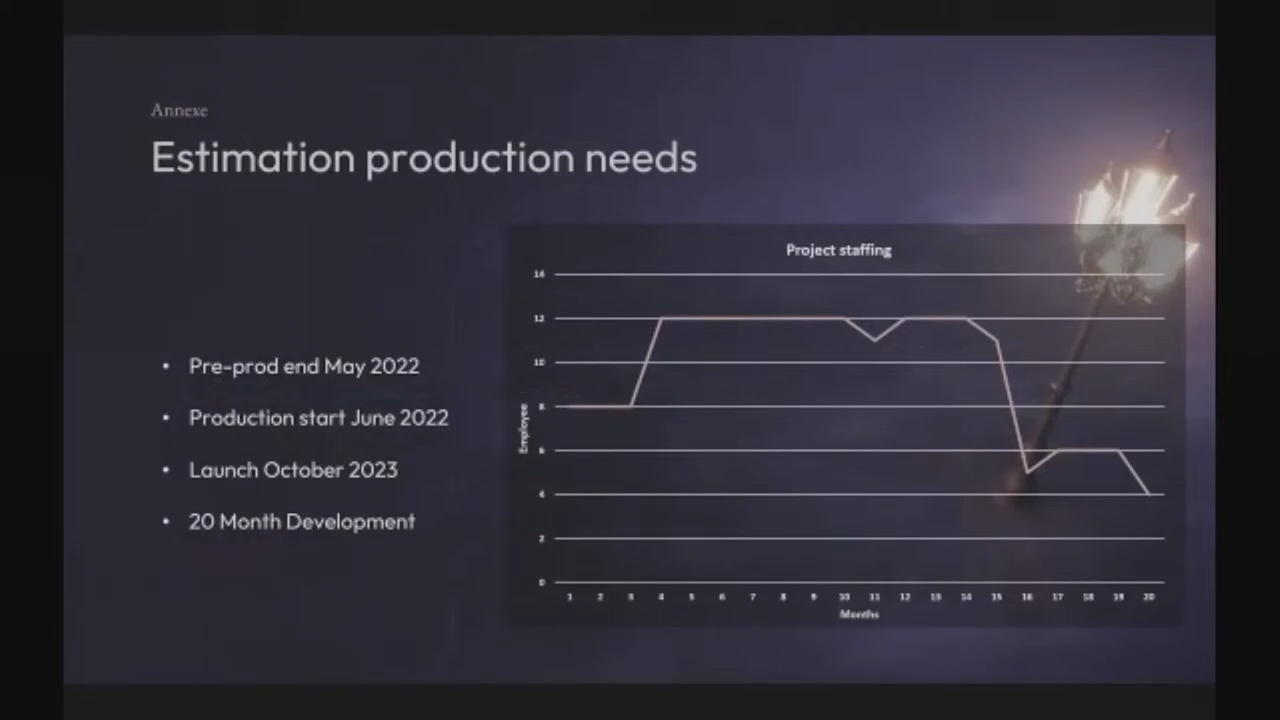 Annexe
Estimation production needs
• Pre-prod end May 2022
• Production start June 2022
• Launch October 2023
• 20 Month Development
Project staffing
14
12
10
8
6
4
2
0
Employee
1 2 3 4 5 6 7 8 9 10 11 12 13 14 15 16 17 18 19 20
Months